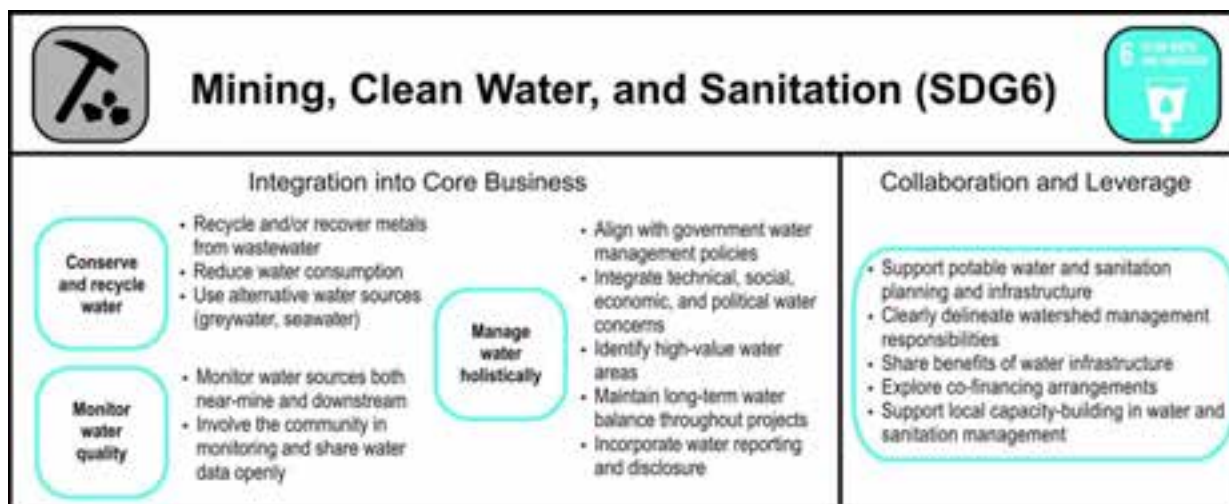 Mining, Clean Water, and Sanitation (SDG6)
6
Integration into Core Business
Conserve
and recycle
water
• Recycle and/or recover metals
from wastewater
• Reduce water consumption
• Use alternative water sources
(greywater, seawater)
Monitor
water
quality
• Monitor water sources both
near-mine and downstream
• Involve the community in
monitoring and share water
data openly
Manage
water
holistically
• Align with government water
management policies
• Integrate technical, social,
economic, and political water
concerns
• Identify high-value water
areas
• Maintain long-term water
balance throughout projects
• Incorporate water reporting
and disclosure
Collaboration and Leverage
• Support potable water and sanitation
planning and infrastructure
• Clearly delineate watershed management
responsibilities
• Share benefits of water infrastructure
• Explore co-financing arrangements
• Support local capacity-building in water and
sanitation management